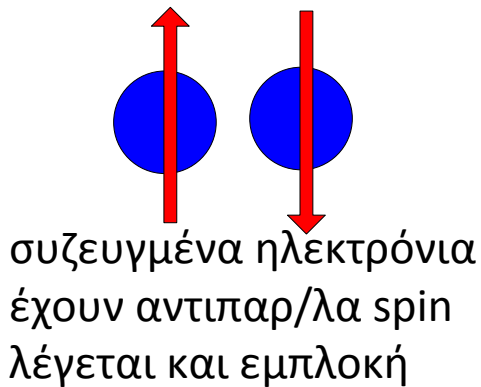 συζευγμένα ηλεκτρόνια
έχουν αντιπαρ/λα spin
λέγεται και εμπλοκή